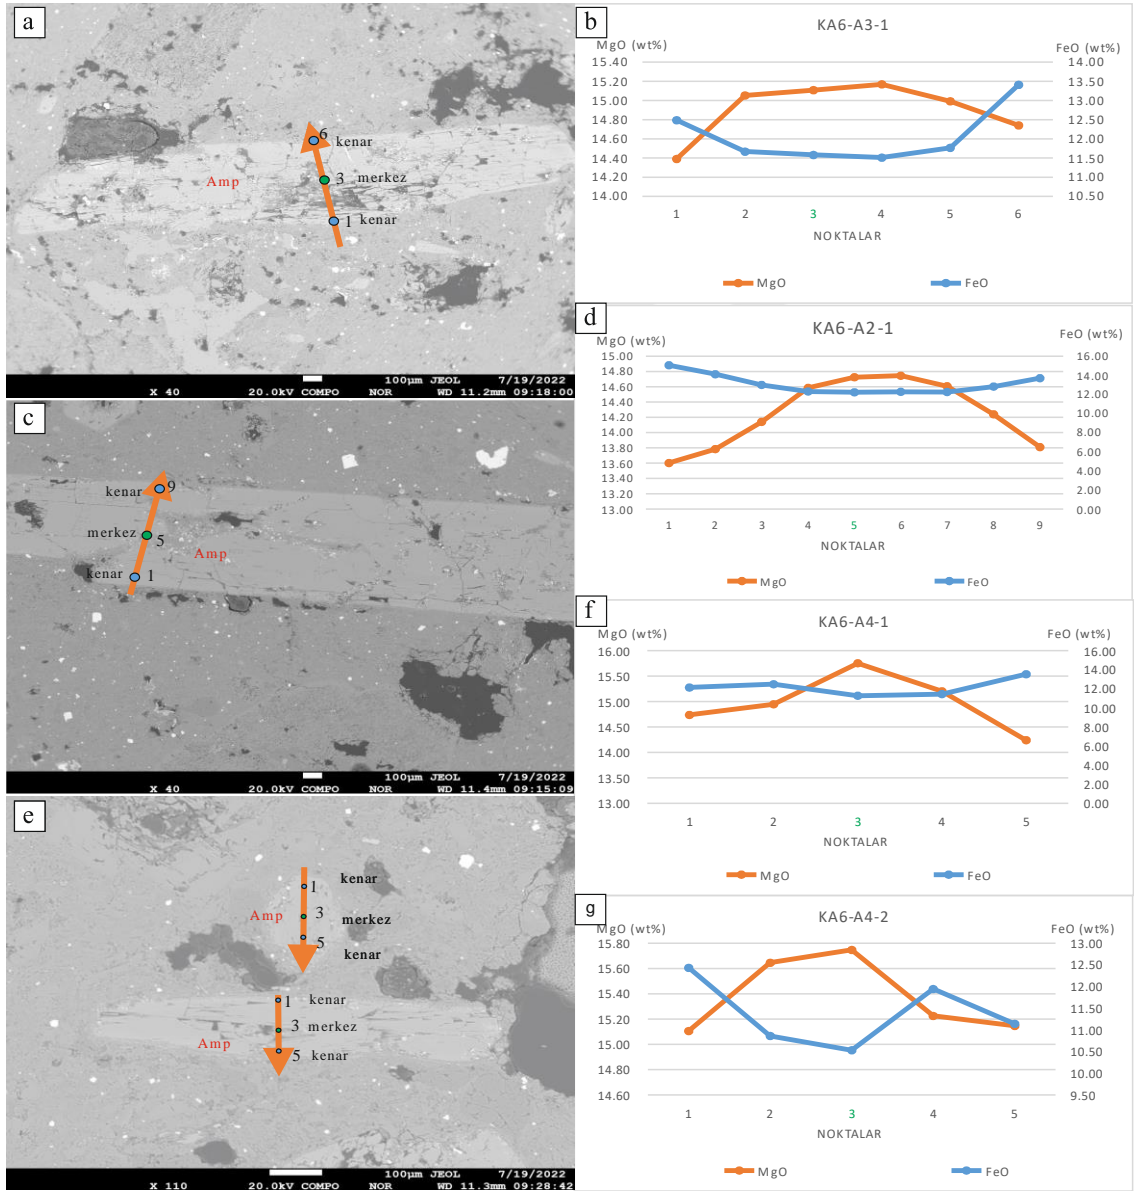 a
6
kenar
3 merkez
Amp
1 kenar
100µm JEOL 7/19/2022
X 40 20.0kV COMPO NOR WD 11.2mm 09:18:00
b
KA6-A3-1
MgO (wt%) FeO (wt%)
15.40 14.00
15.20 13.50
15.00 13.00
14.80 12.50
14.60 12.00
14.40 11.50
14.20 11.00
14.00 10.50
1 2 3 4 5 6
NOKTALAR
MgO FeO
c
kenar 9
merkez 5
Amp
kenar 1
100µm JEOL 7/19/2022
X 40 20.0kV COMPO NOR WD 11.4mm 09:15:09
d
KA6-A2-1
MgO (wt%) FeO (wt%)
15.00 16.00
14.80 14.00
14.60 12.00
14.40 10.00
14.20 8.00
14.00 6.00
13.80 4.00
13.60 2.00
13.40 0.00
13.20
13.00
1 2 3 4 5 6 7 8 9
NOKTALAR
MgO FeO
e
1 kenar
3 merkez
Amp
5 kenar
1 kenar
3 merkez
Amp
5 kenar
100µm JEOL 7/19/2022
X 110 20.0kV COMPO NOR WD 11.3mm 09:28:42
f
KA6-A4-1
MgO (wt%) FeO (wt%)
16.00 16.00
15.50 14.00
15.00 12.00
14.50 10.00
14.00 8.00
13.50 6.00
13.00 4.00
2.00
0.00
1 2 3 4 5
NOKTALAR
MgO FeO
g
KA6-A4-2
MgO (wt%) FeO (wt%)
15.80 13.00
15.60 12.50
15.40 12.00
15.20 11.50
15.00 11.00
14.80 10.50
14.60 10.00
9.50
1 2 3 4 5
NOKTALAR
MgO FeO